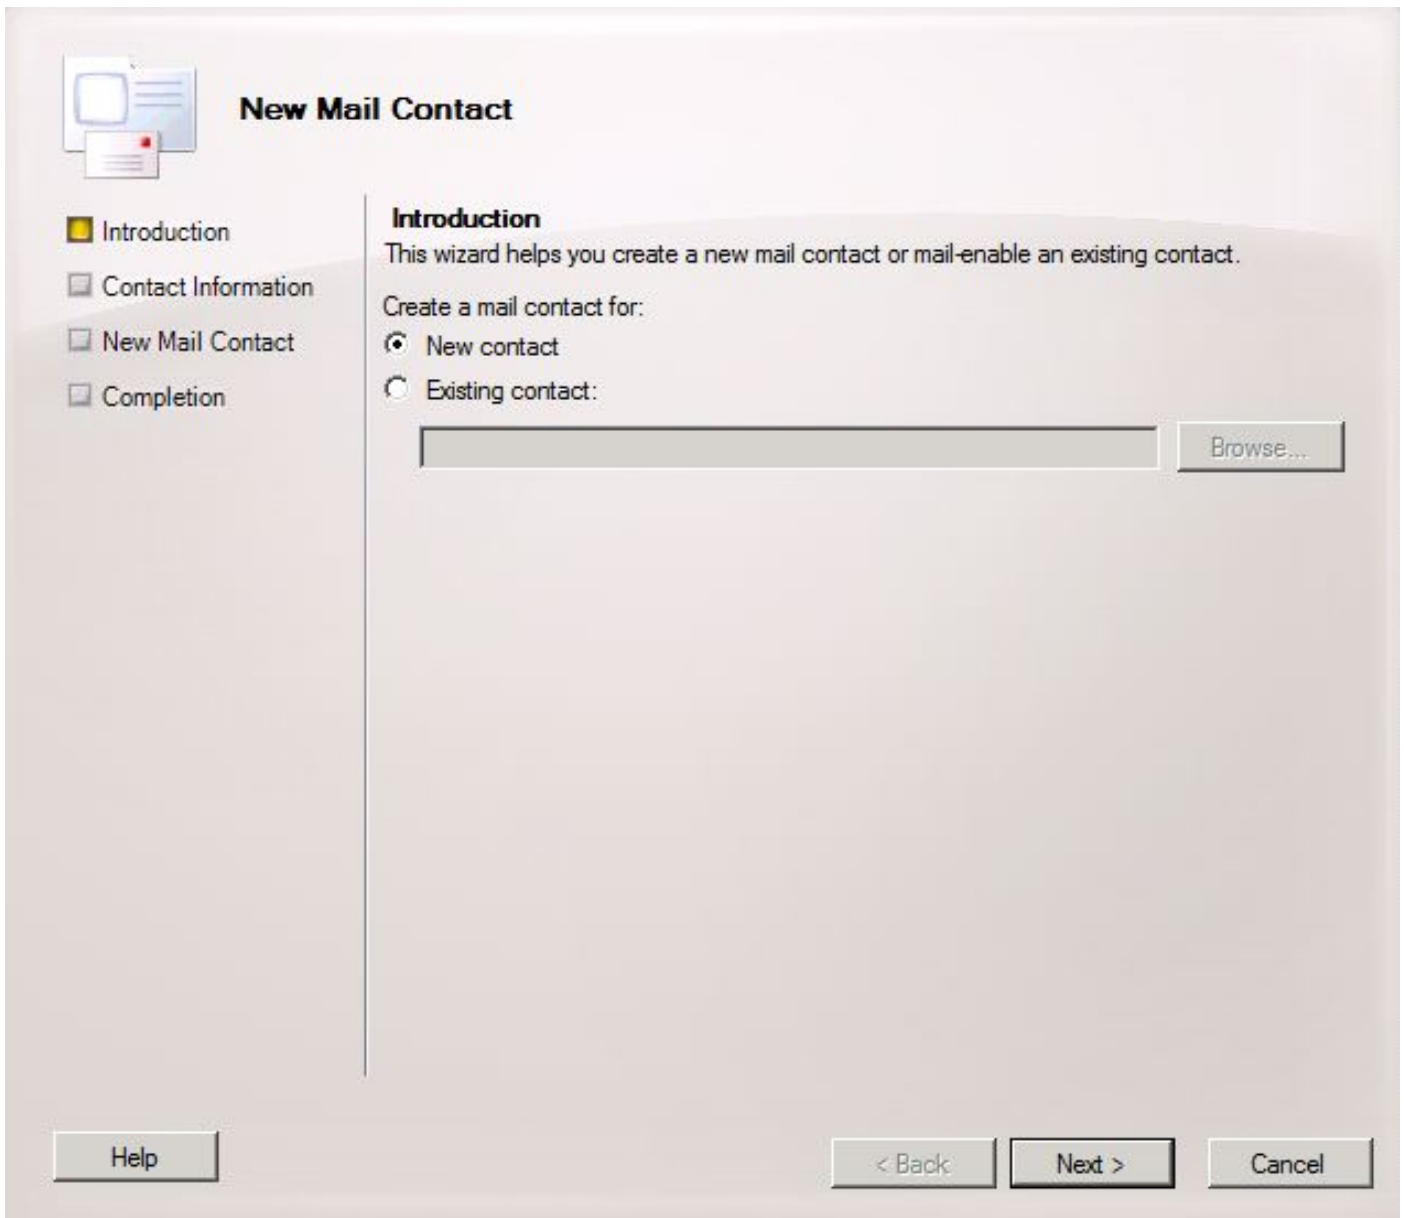 New Mail Contact
Introduction
Contact Information
New Mail Contact
Completion
Introduction
This wizard helps you create a new mail contact or mail-enable an existing contact.
Create a mail contact for:
New contact
Existing contact:
Browse...
Help
< Back
Next >
Cancel